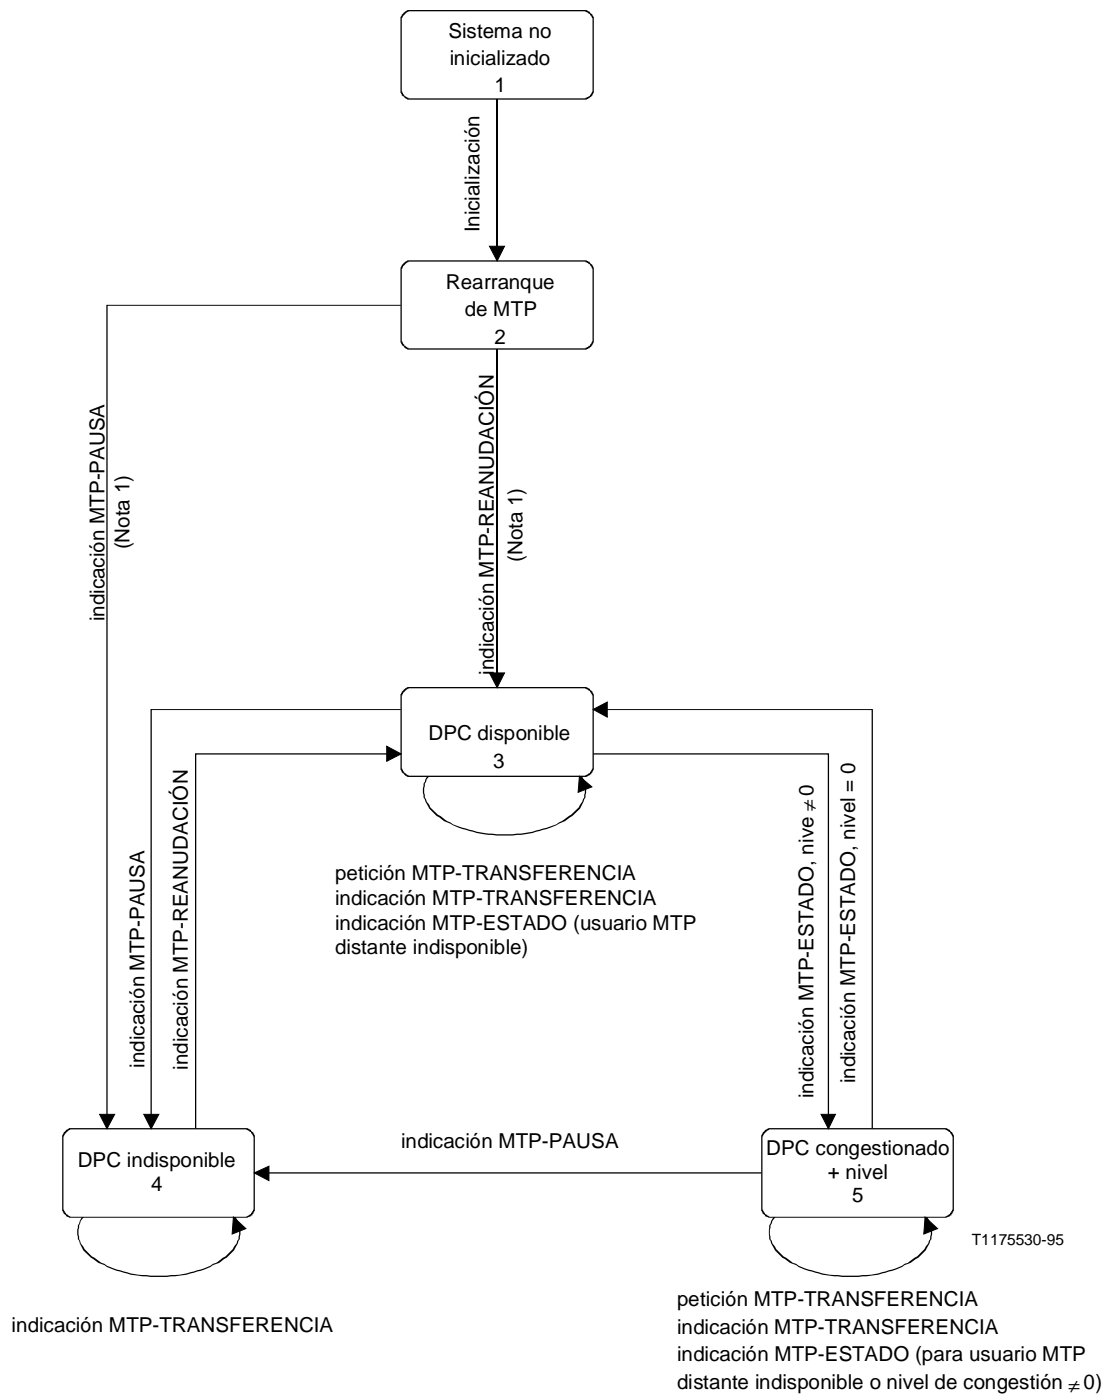 Sistema no
inicializado
1
Inicialización
Rearranque
de MTP
2
indicación MTP-PAUSA
(Nota 1)
indicación MTP-REANUDACIÓN
(Nota 1)
DPC disponible
3
petición MTP-TRANSFERENCIA
indicación MTP-TRANSFERENCIA
indicación MTP-ESTADO (usuario MTP
distante indisponible)
indicación MTP-PAUSA
indicación MTP-REANUDACIÓN
indicación MTP-ESTADO, nive ≠ 0
indicación MTP-ESTADO, nivel = 0
DPC indisponible
4
indicación MTP-PAUSA
DPC congestionado
+ nivel
5
T1175530-95
indicación MTP-TRANSFERENCIA
petición MTP-TRANSFERENCIA
indicación MTP-TRANSFERENCIA
indicación MTP-ESTADO (para usuario MTP
distante indisponible o nivel de congestión ≠ 0)